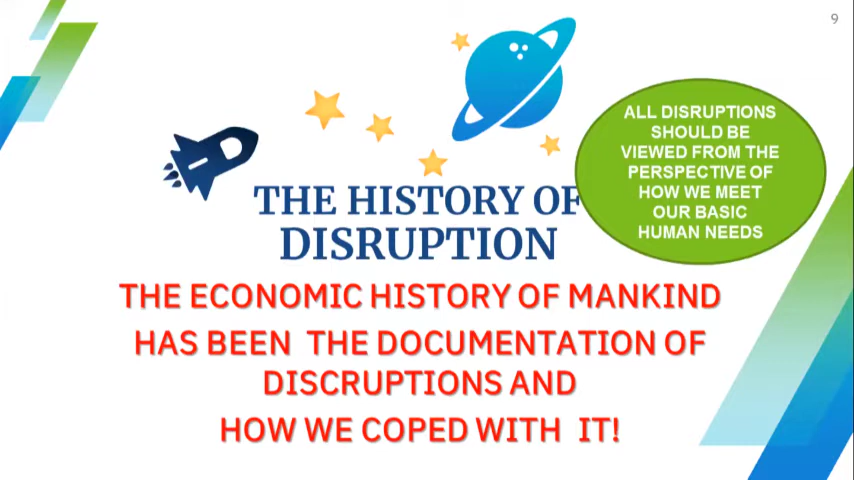 9
THE HISTORY OF
DISRUPTION
ALL DISRUPTIONS
SHOULD BE
VIEWED FROM THE
PERSPECTIVE OF
HOW WE MEET
OUR BASIC
HUMAN NEEDS
THE ECONOMIC HISTORY OF MANKIND
HAS BEEN THE DOCUMENTATION OF
DISCRUPTIONS AND
HOW WE COPED WITH IT!